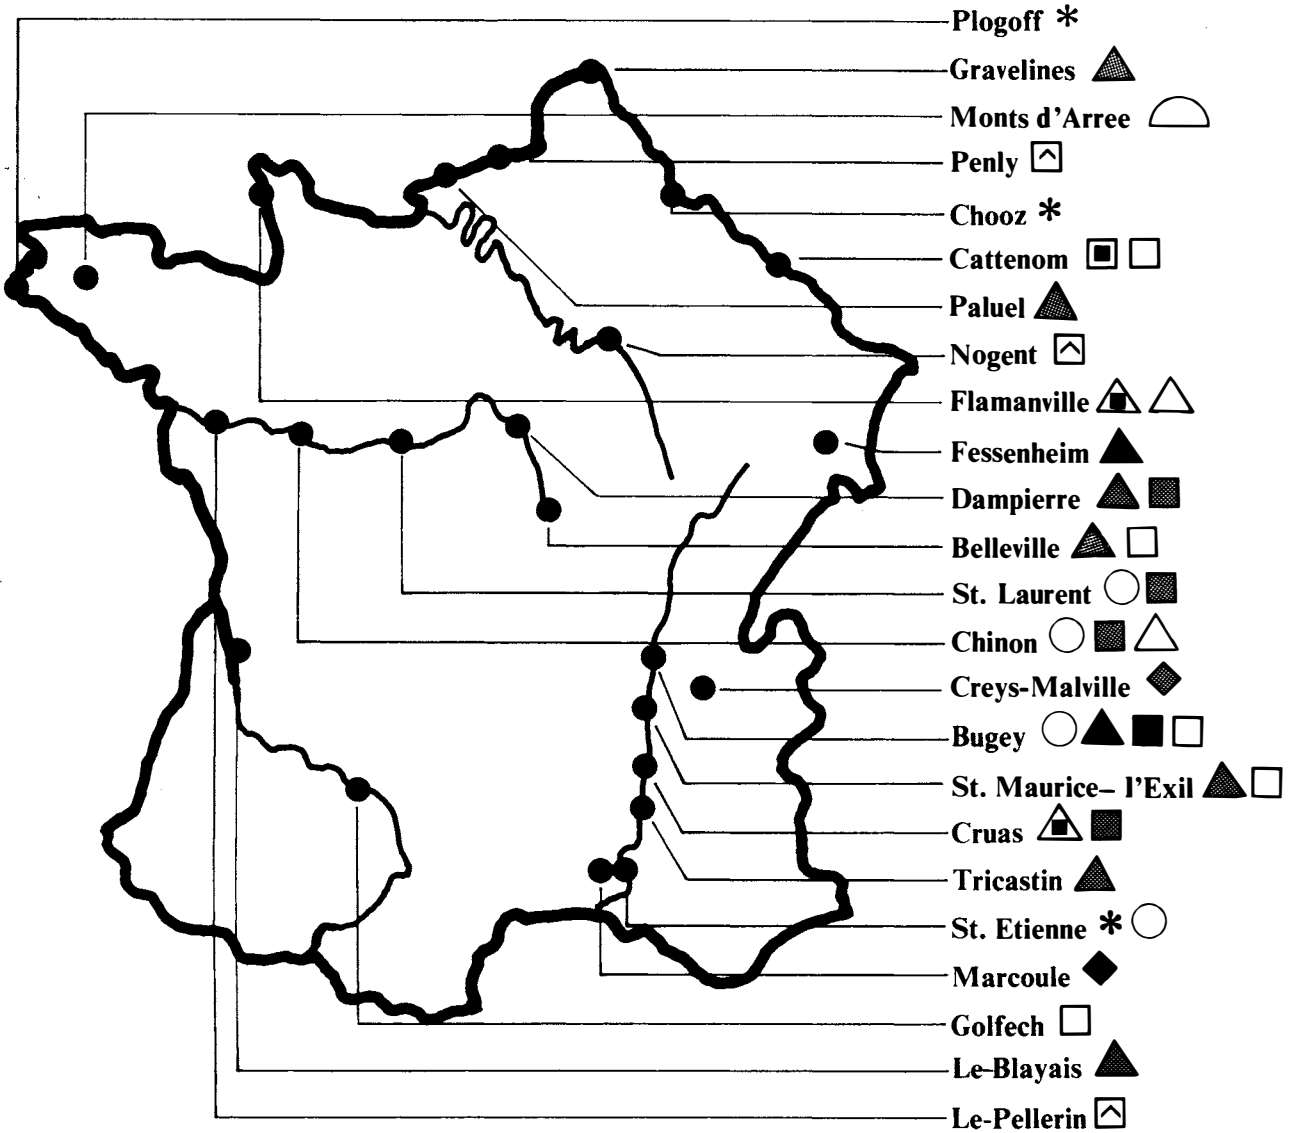 Plogoff *
Gravelines
Monts d'Arree
Penly
Chooz *
Cattenom
Paluel
Nogent
Flamanville
Fessenheim
Dampierre
Belleville
St. Laurent
Chinon
Creys-Malville
Bugey
St. Maurice– l'Exil
Cruas
Tricastin
St. Etienne *
Marcoule
Golfech
Le-Blayais
Le-Pellerin